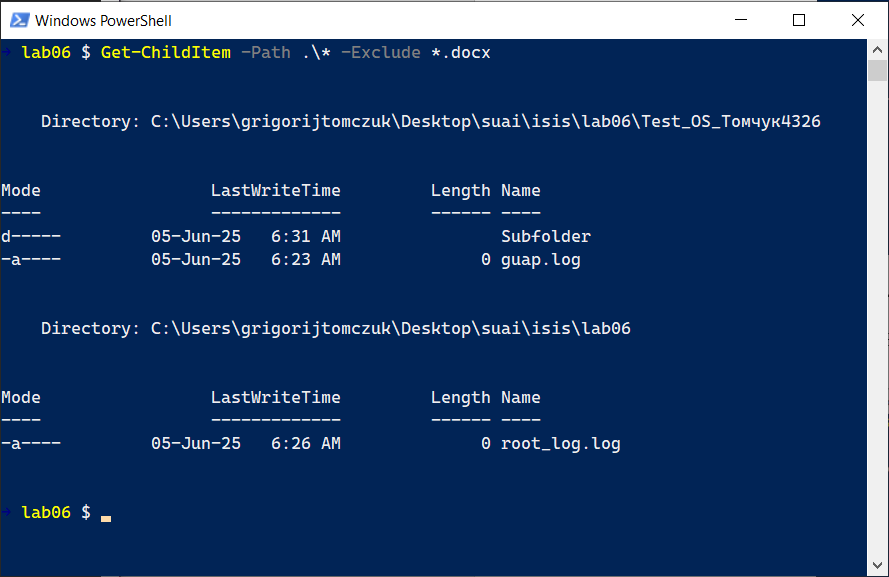 Windows PowerShell
→ lab06 $ Get-ChildItem -Path .\* -Exclude *.docx
Directory: C:\Users\grigorijtomczuk\Desktop\suai\isis\lab06\Test_OS_Томчук4326
Mode                 LastWriteTime         Length Name
----                 -------------         ------ ----
d-----         05-Jun-25   6:31 AM                Subfolder
-a----         05-Jun-25   6:23 AM              0 guap.log
Directory: C:\Users\grigorijtomczuk\Desktop\suai\isis\lab06
Mode                 LastWriteTime         Length Name
----                 -------------         ------ ----
-a----         05-Jun-25   6:26 AM              0 root_log.log
→ lab06 $